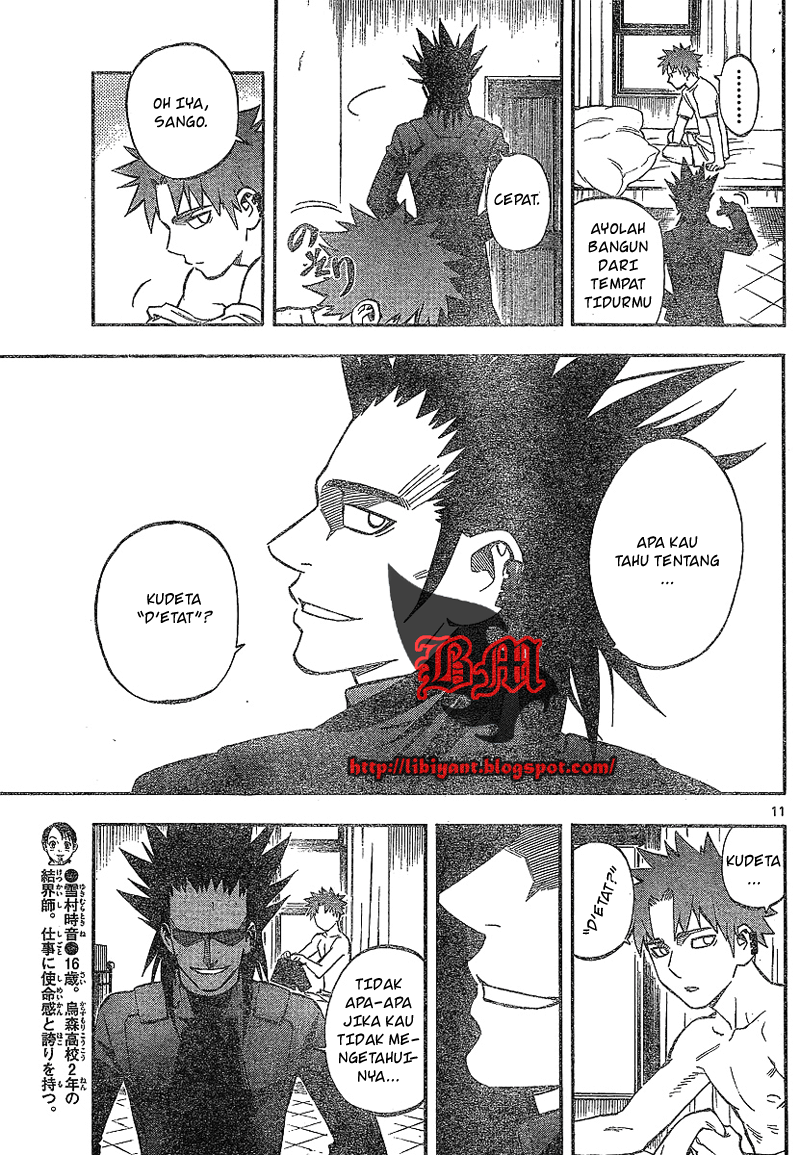 .......
AYOLAH
BANGUN
DARI
TEMPAT
TIDURMU
CEPAT.
のそり
OH IYA,
SANGO.
APA KAU
TAHU TENTANG
...
KUDETA
"D'ETAT"?
BM
http://libiyant.blogspot.com/
11
KUDETA
...
"D'ETAT?"
TIDAK
APA-APA
JIKA KAU
TIDAK ME-
NGETAHUI-
NYA...
雪村時音 16歳。烏森高校2年の
結界師。仕事に使命感と誇りを持つ。